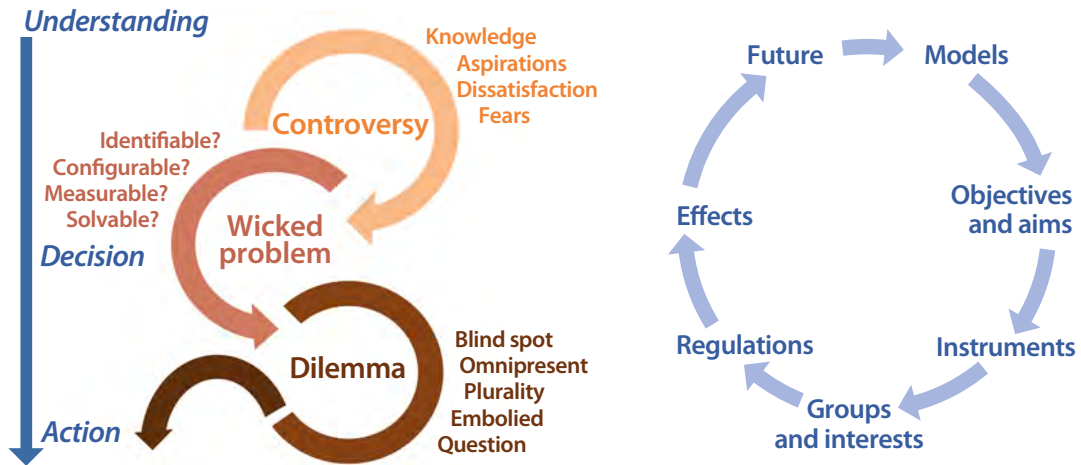 Understanding
Knowledge
Aspirations
Dissatisfaction
Fears
Controversy
Identifiable?
Configurable?
Measurable?
Solvable?
Wicked
problem
Decision
Dilemma
Blind spot
Omnipresent
Plurality
Embolied
Question
Action
Future
Models
Objectives
and aims
Instruments
Groups
and interests
Regulations
Effects